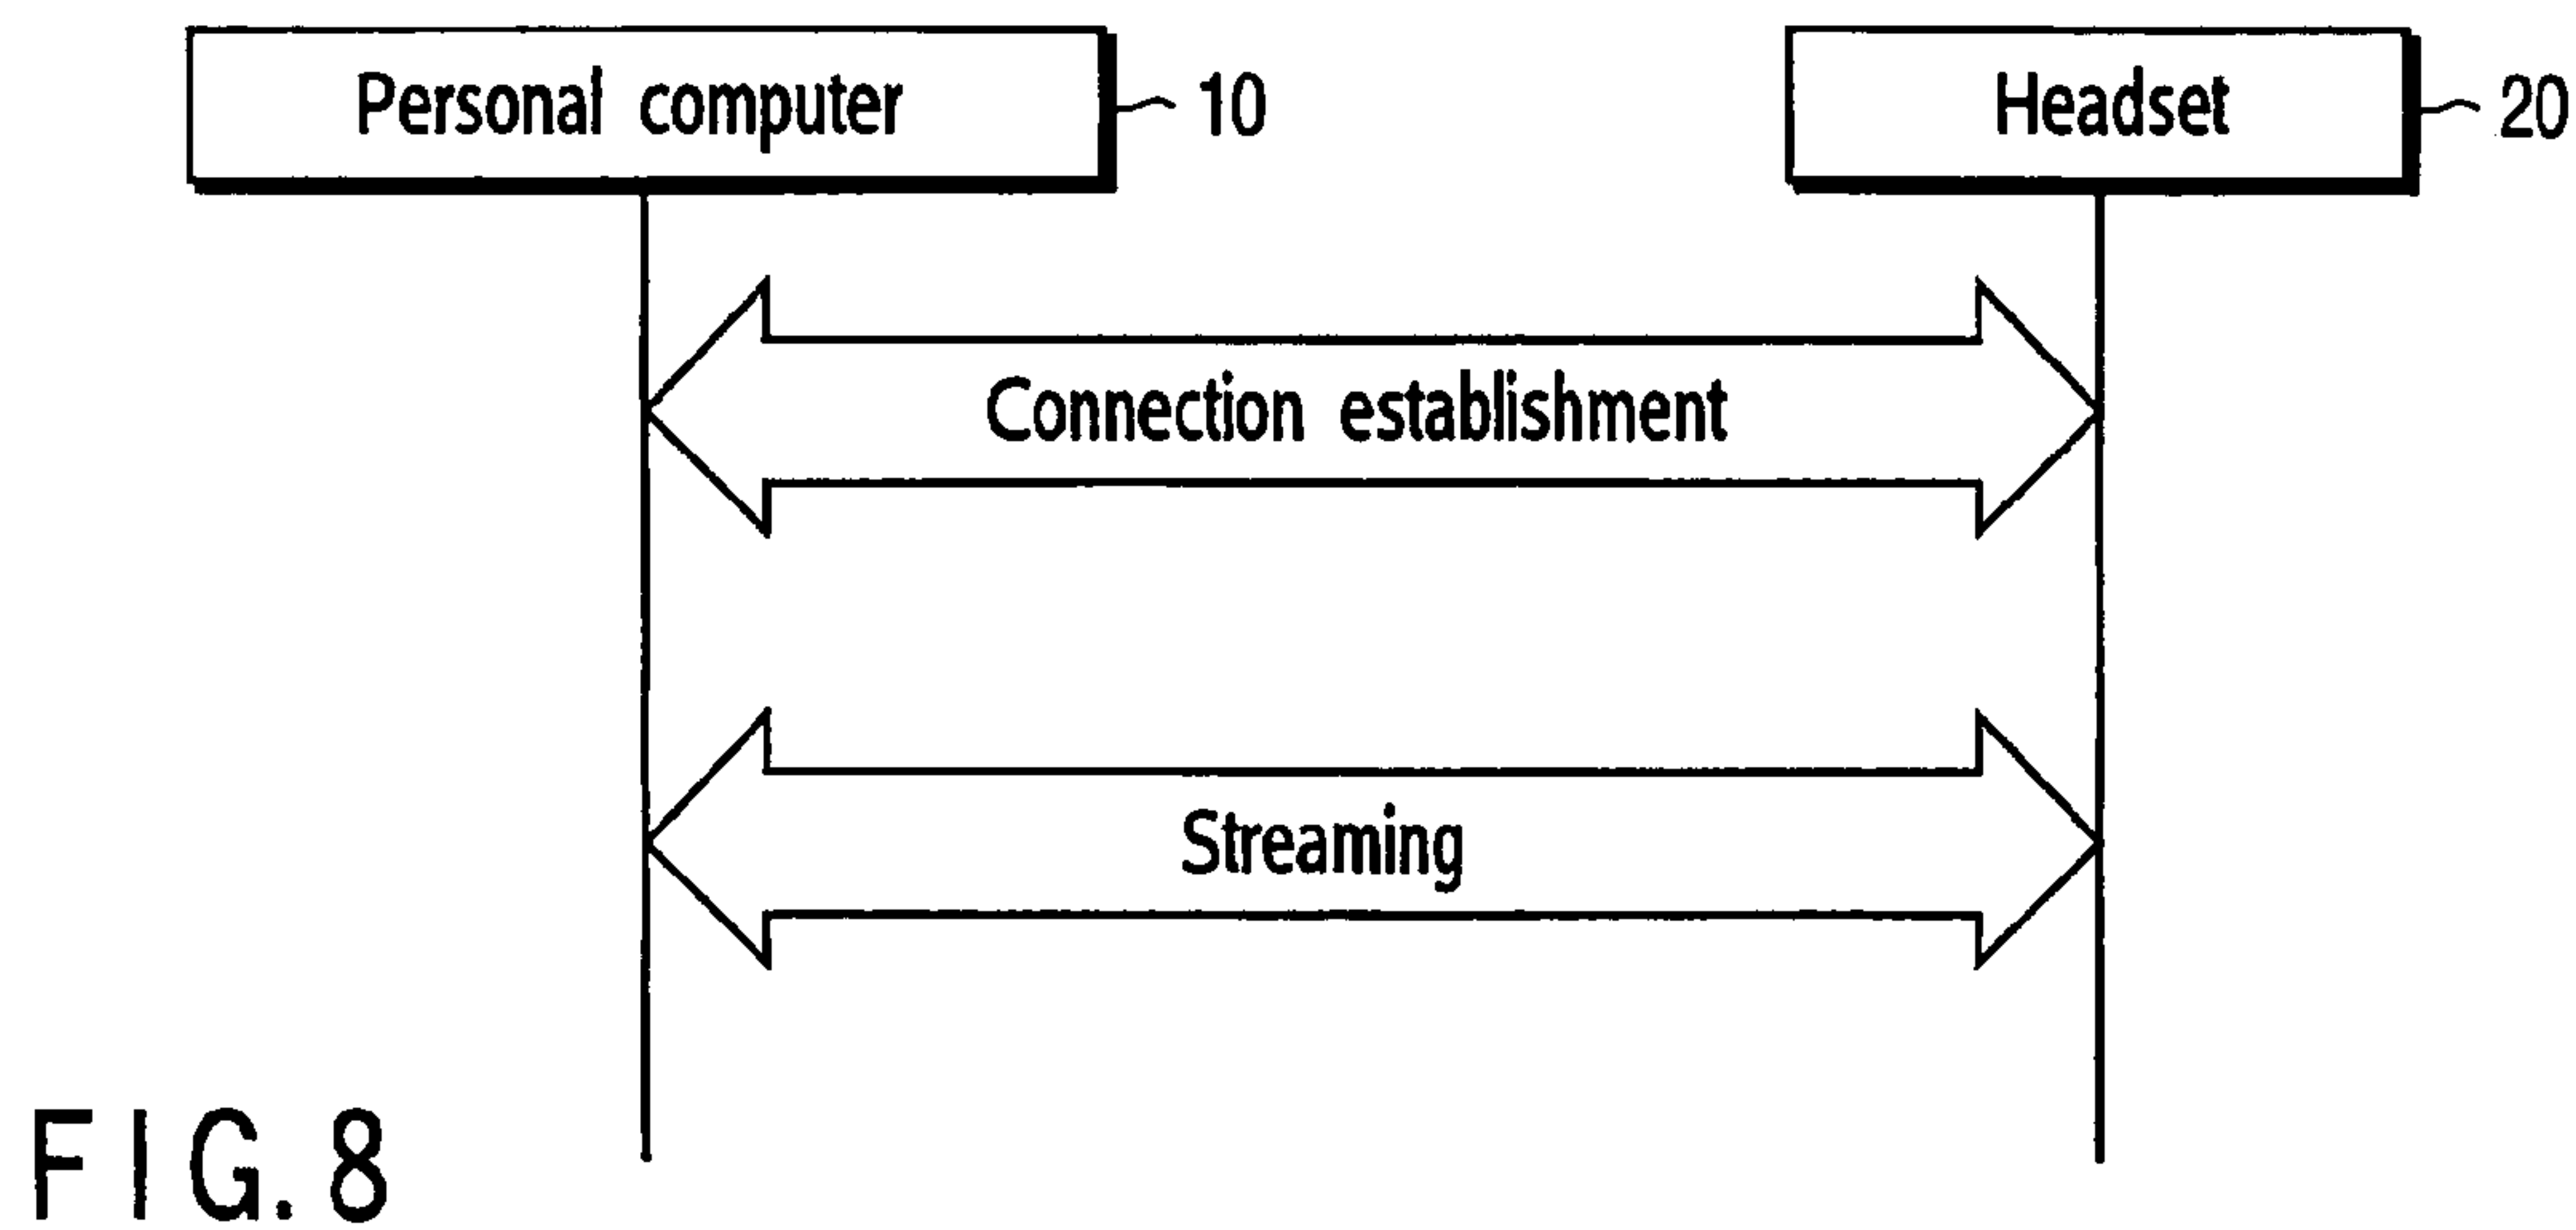 Personal computer 10
Headset 20
Connection establishment
Streaming
FIG. 8